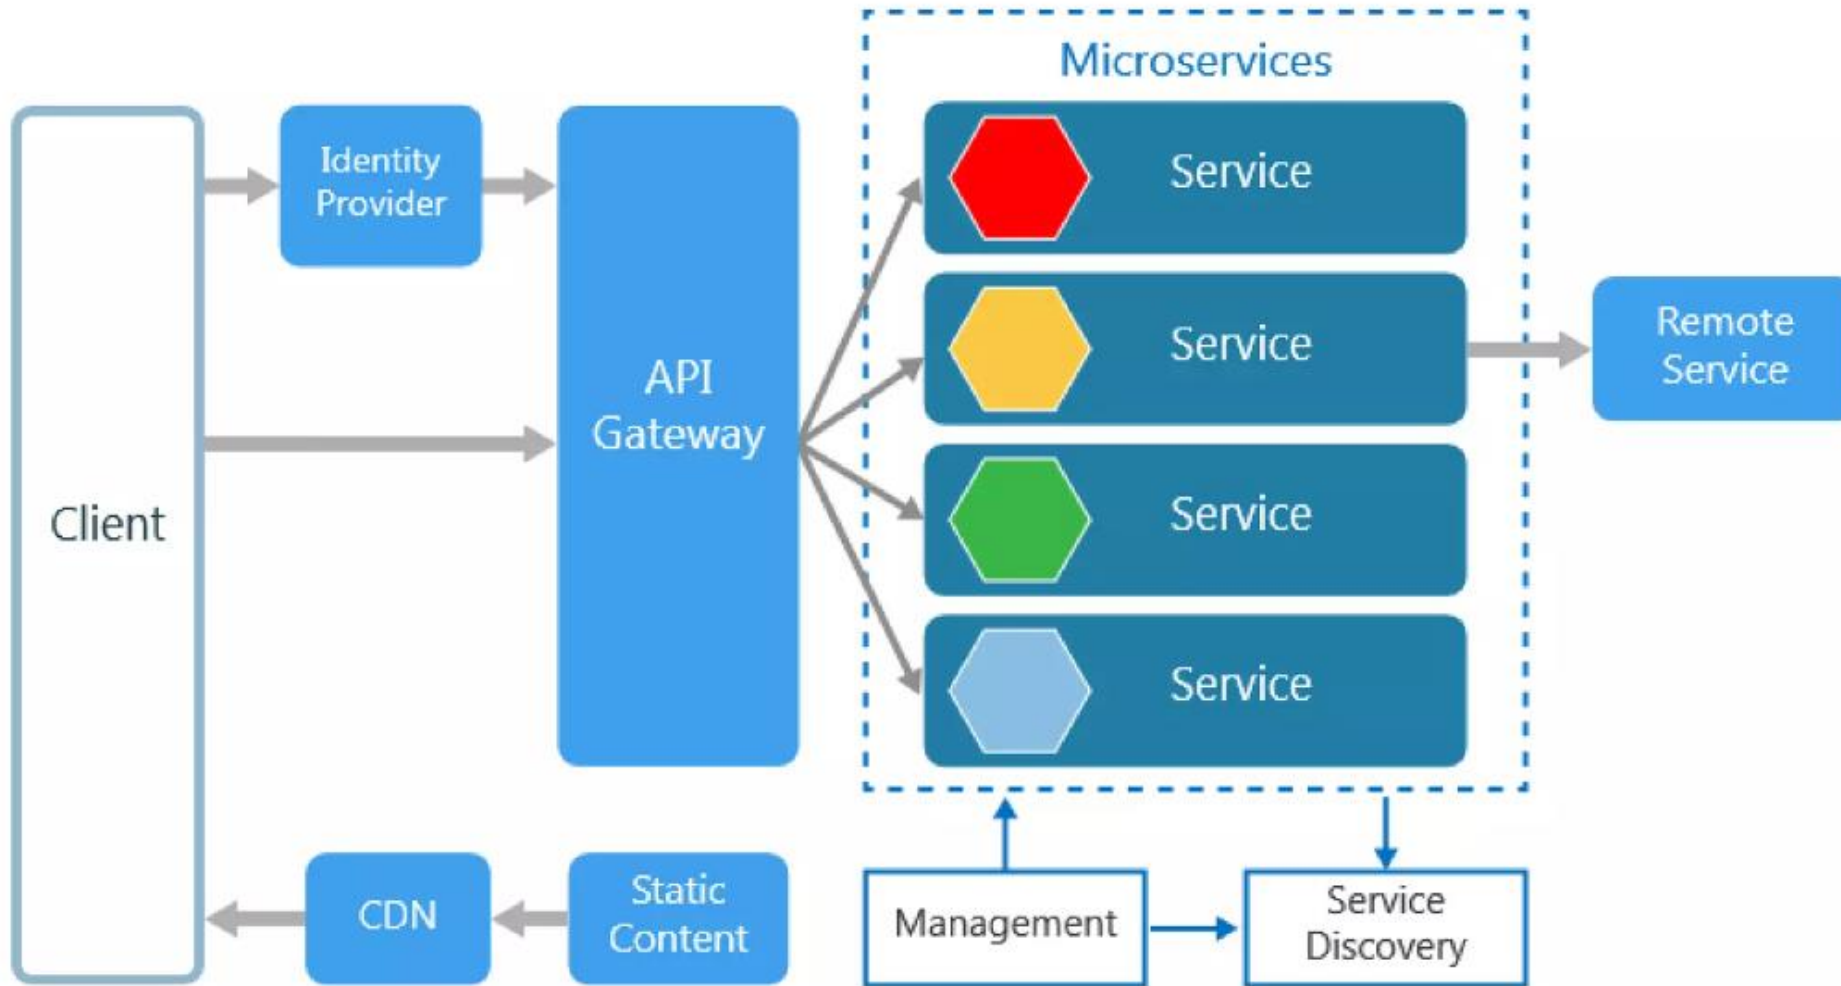 Microservices
Identity
Provider
Service
Service
Remote
Service
API
Gateway
Client
Service
Service
CDN
Static
Content
Management
Service
Discovery